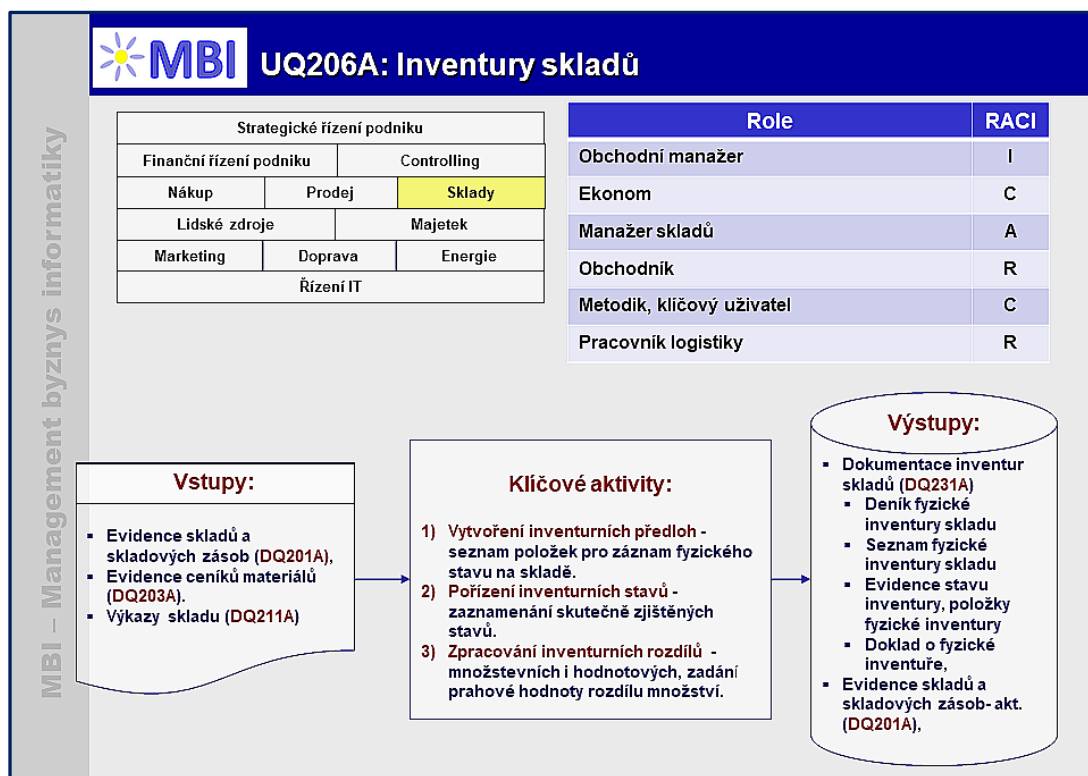 MBI
UQ206A: Inventury skladů
MBI – Management byznys informatiky
Strategické řízení podniku
Finanční řízení podniku Controlling
Nákup Prodej Sklady
Lidské zdroje Majetek
Marketing Doprava Energie
Řízení IT
Role RACI
Obchodní manažer I
Ekonom C
Manažer skladů A
Obchodník R
Metodik, klíčový uživatel C
Pracovník logistiky R
Vstupy:
▪ Evidence skladů a
skladových zásob (DQ201A),
▪ Evidence ceníků materiálů
(DQ203A).
▪ Výkazy skladu (DQ211A)
Klíčové aktivity:
1) Vytvoření inventurních předloh -
seznam položek pro záznam fyzického
stavu na skladě.
2) Pořízení inventurních stavů -
zaznamenání skutečně zjištěných
stavů.
3) Zpracování inventurních rozdílů -
množstevních i hodnotových, zadání
prahové hodnoty rozdílu množství.
Výstupy:
▪ Dokumentace inventur
skladů (DQ231A)
▪ Deník fyzické
inventury skladu
▪ Seznam fyzické
inventury skladu
▪ Evidence stavu
inventury, položky
fyzické inventury
▪ Doklad o fyzické
inventuře,
▪ Evidence skladů a
skladových zásob- akt.
(DQ201A),